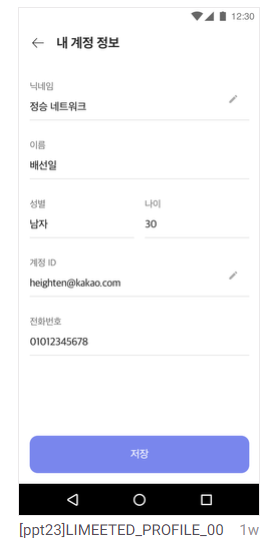 12:30
내 계정 정보
닉네임
정승 네트워크
이름
배선일
성별 나이
남자 30
계정 ID
heighten@kakao.com
전화번호
01012345678
저장
[ppt23]LIMEETED_PROFILE_00 1w